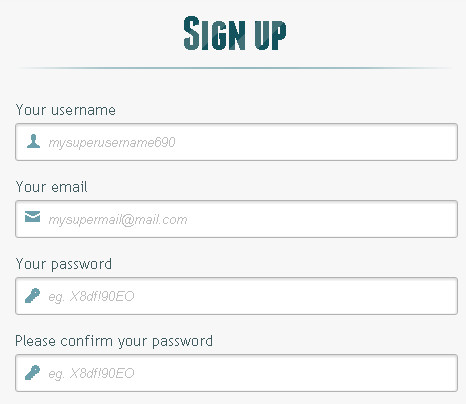 SIGN UP
Your username
mysuperusername690
Your email
mysupermail@mail.com
Your password
eg. X8df!90EO
Please confirm your password
eg. X8df!90EO